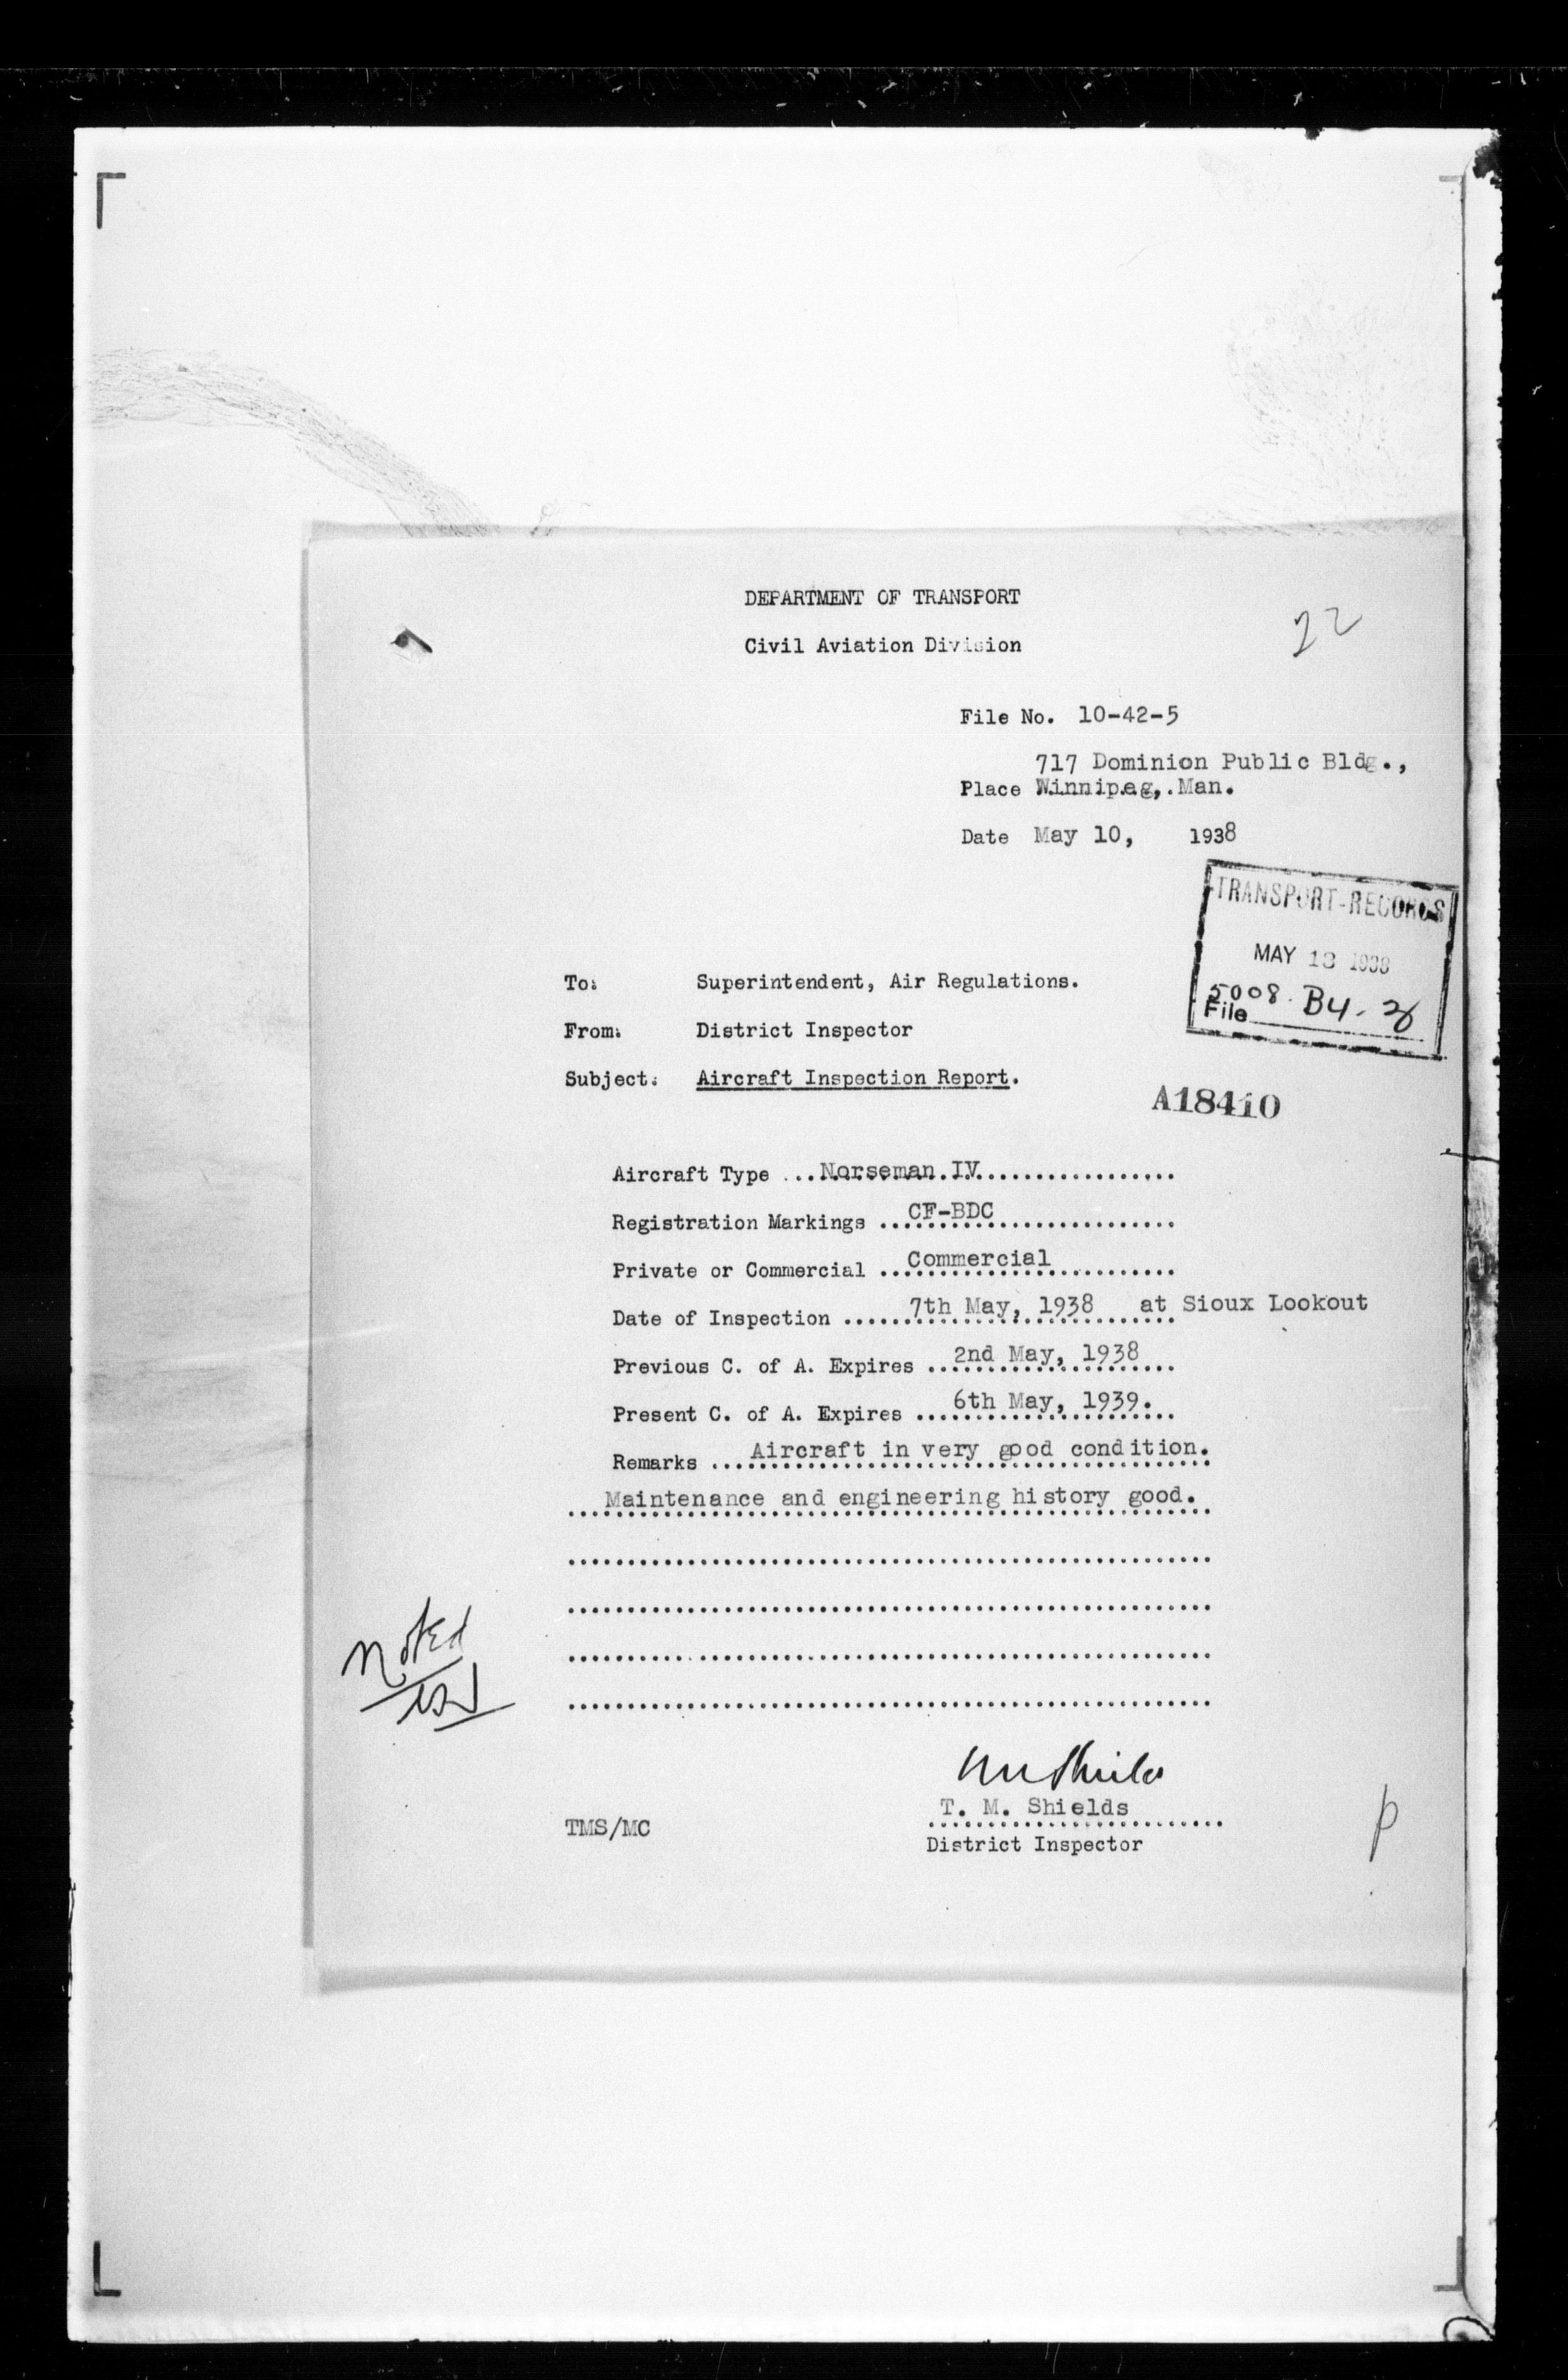 DEPARTMENT OF TRANSPORT
22
Civil Aviation Division
File No. 10-42-5
717 Dominion Public Bldg.,
Place Winnipeg, Man.
Date May 10, 1938
TRANSPORT-RECORDS
MAY 13 1938
5008. B4-
File
To: Superintendent, Air Regulations.
From: District Inspector
Subject: Aircraft Inspection Report.
A18410
Aircraft Type ...Norseman IV...................
Registration Markings ...CF-BDC...................
Private or Commercial ...Commercial...............
Date of Inspection ......7th May, 1938 at Sioux Lookout
Previous C. of A. Expires ...2nd May, 1938....
Present C. of A. Expires ....6th May, 1939...
Remarks ....Aircraft in very good condition.
....Maintenance and engineering history good.
Noted
T. M. Shields
TMS/MC
District Inspector
p